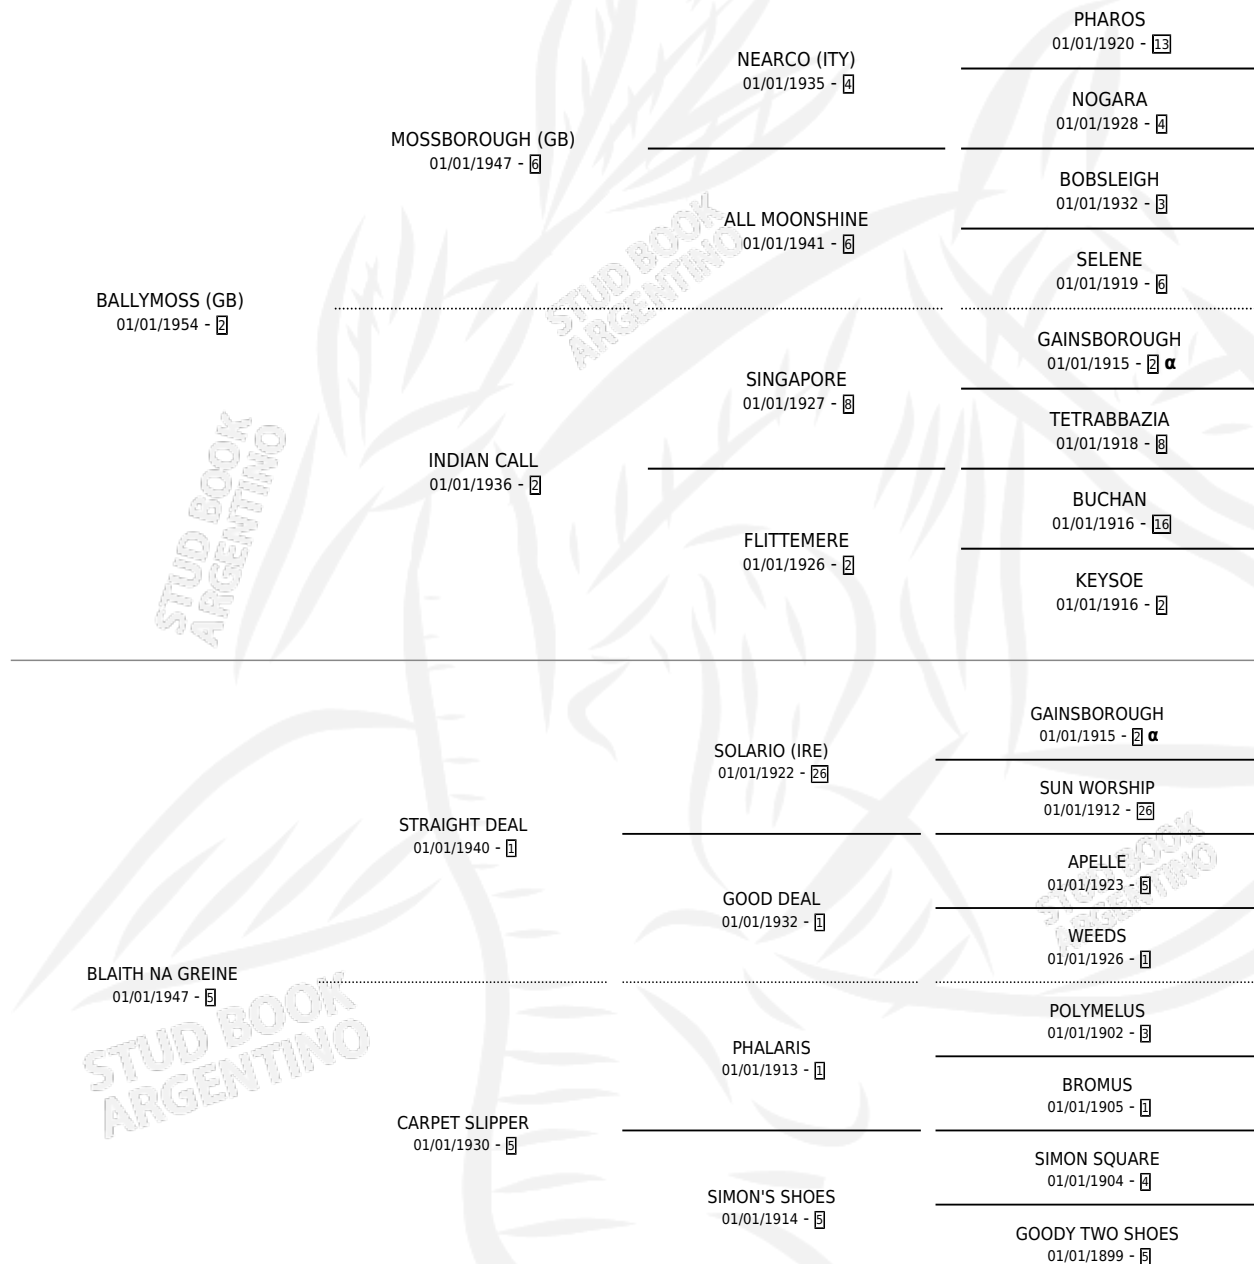 PHAROS
01/01/1920 - 13
NEARCO (ITY)
01/01/1935 - 4
NOGARA
01/01/1928 - 4
MOSSBOROUGH (GB)
01/01/1947 - 6
BOBSLEIGH
01/01/1932 - 3
ALL MOONSHINE
01/01/1941 - 6
SELENE
01/01/1919 - 6
BALLYMOSS (GB)
01/01/1954 - 2
GAINSBOROUGH
01/01/1915 - 2 α
SINGAPORE
01/01/1927 - 8
TETRABBAZIA
01/01/1918 - 8
INDIAN CALL
01/01/1936 - 2
BUCHAN
01/01/1916 - 16
FLITTEMERE
01/01/1926 - 2
KEYSOE
01/01/1916 - 2
GAINSBOROUGH
01/01/1915 - 2 α
SOLARIO (IRE)
01/01/1922 - 26
SUN WORSHIP
01/01/1912 - 26
STRAIGHT DEAL
01/01/1940 - 1
APELLE
01/01/1923 - 5
GOOD DEAL
01/01/1932 - 1
WEEDS
01/01/1926 - 1
BLAITH NA GREINE
01/01/1947 - 5
POLYMELUS
01/01/1902 - 3
PHALARIS
01/01/1913 - 1
BROMUS
01/01/1905 - 1
CARPET SLIPPER
01/01/1930 - 5
SIMON SQUARE
01/01/1904 - 4
SIMON'S SHOES
01/01/1914 - 5
GOODY TWO SHOES
01/01/1899 - 5
STUD BOOK
ARGENTINO
STUD BOOK
ARGENTINO
STUD BOOK
ARGENTINO
STUD BOOK
ARGENTINO